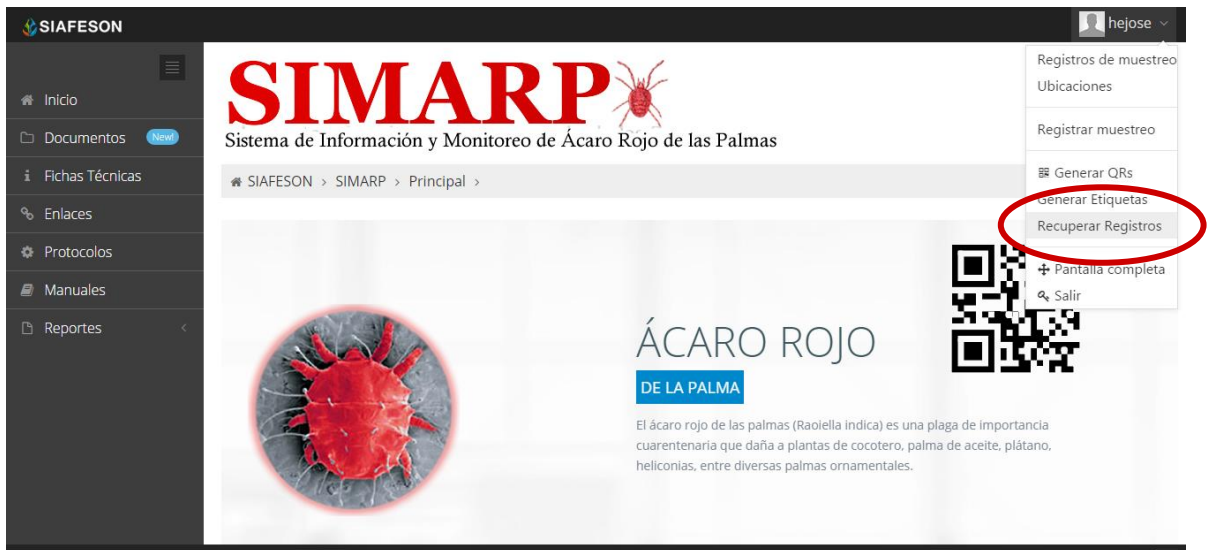 SIAFESON
hejose
Inicio
Documentos New!
Fichas Técnicas
Enlaces
Protocolos
Manuales
Reportes
SIMARP
Sistema de Información y Monitoreo de Ácaro Rojo de las Palmas
SIAFESON > SIMARP > Principal >
Registros de muestreo
Ubicaciones
Registrar muestreo
Generar QRs
Generar Etiquetas
Recuperar Registros
Pantalla completa
Salir
ÁCARO ROJO
DE LA PALMA
El ácaro rojo de las palmas (Raoiella indica) es una plaga de importancia
cuarentenaria que daña a plantas de cocotero, palma de aceite, plátano,
heliconias, entre diversas palmas ornamentales.